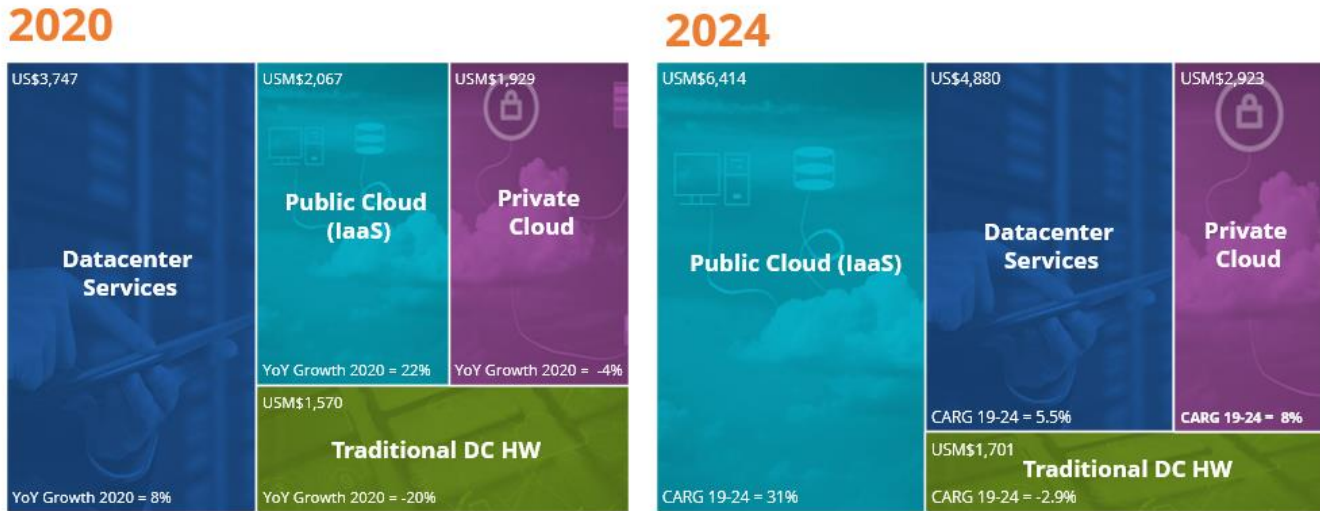 2020
US$3,747
Datacenter
Services
YoY Growth 2020 = 8%
USM$2,067
Public Cloud
(IaaS)
YoY Growth 2020 = 22%
USM$1,929
Private
Cloud
YoY Growth 2020 =  -4%
USM$1,570
Traditional DC HW
YoY Growth 2020 = -20%
2024
USM$6,414
Public Cloud (IaaS)
CARG 19-24 = 31%
US$4,880
Datacenter
Services
CARG 19-24 = 5.5%
USM$2,923
Private
Cloud
CARG 19-24 =  8%
USM$1,701
Traditional DC HW
CARG 19-24 = -2.9%